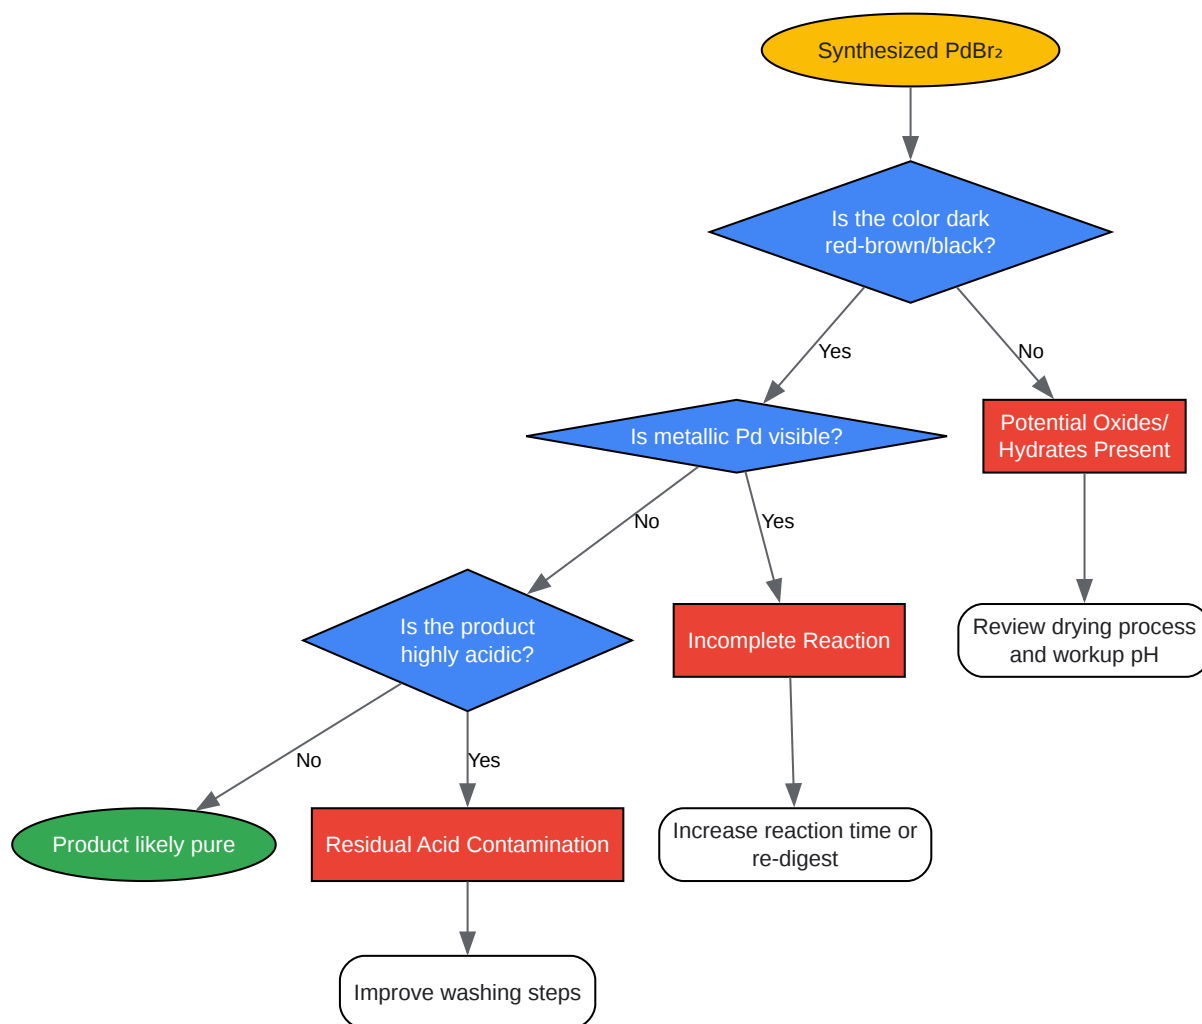 Synthesized PdBr₂
Is the color dark
red-brown/black?
Yes
No
Is metallic Pd visible?
Potential Oxides/
Hydrates Present
No
Yes
Is the product
highly acidic?
Incomplete Reaction
Review drying process
and workup pH
No
Yes
Product likely pure
Residual Acid Contamination
Increase reaction time or
re-digest
Improve washing steps